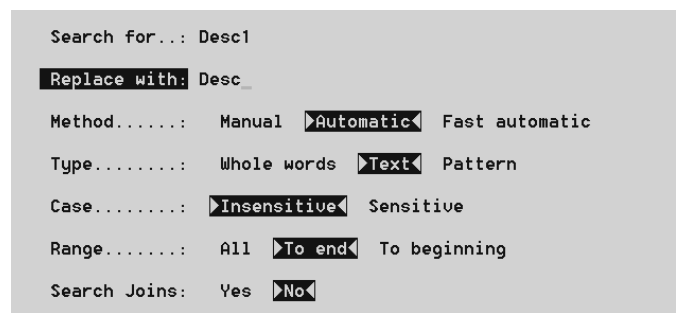 Search for..: Desc1
Replace with: Desc_
Method......: Manual ►Automatic◄ Fast automatic
Type........: Whole words ►Text◄ Pattern
Case........: ►Insensitive◄ Sensitive
Range.......: All ►To end◄ To beginning
Search Joins: Yes ►No◄